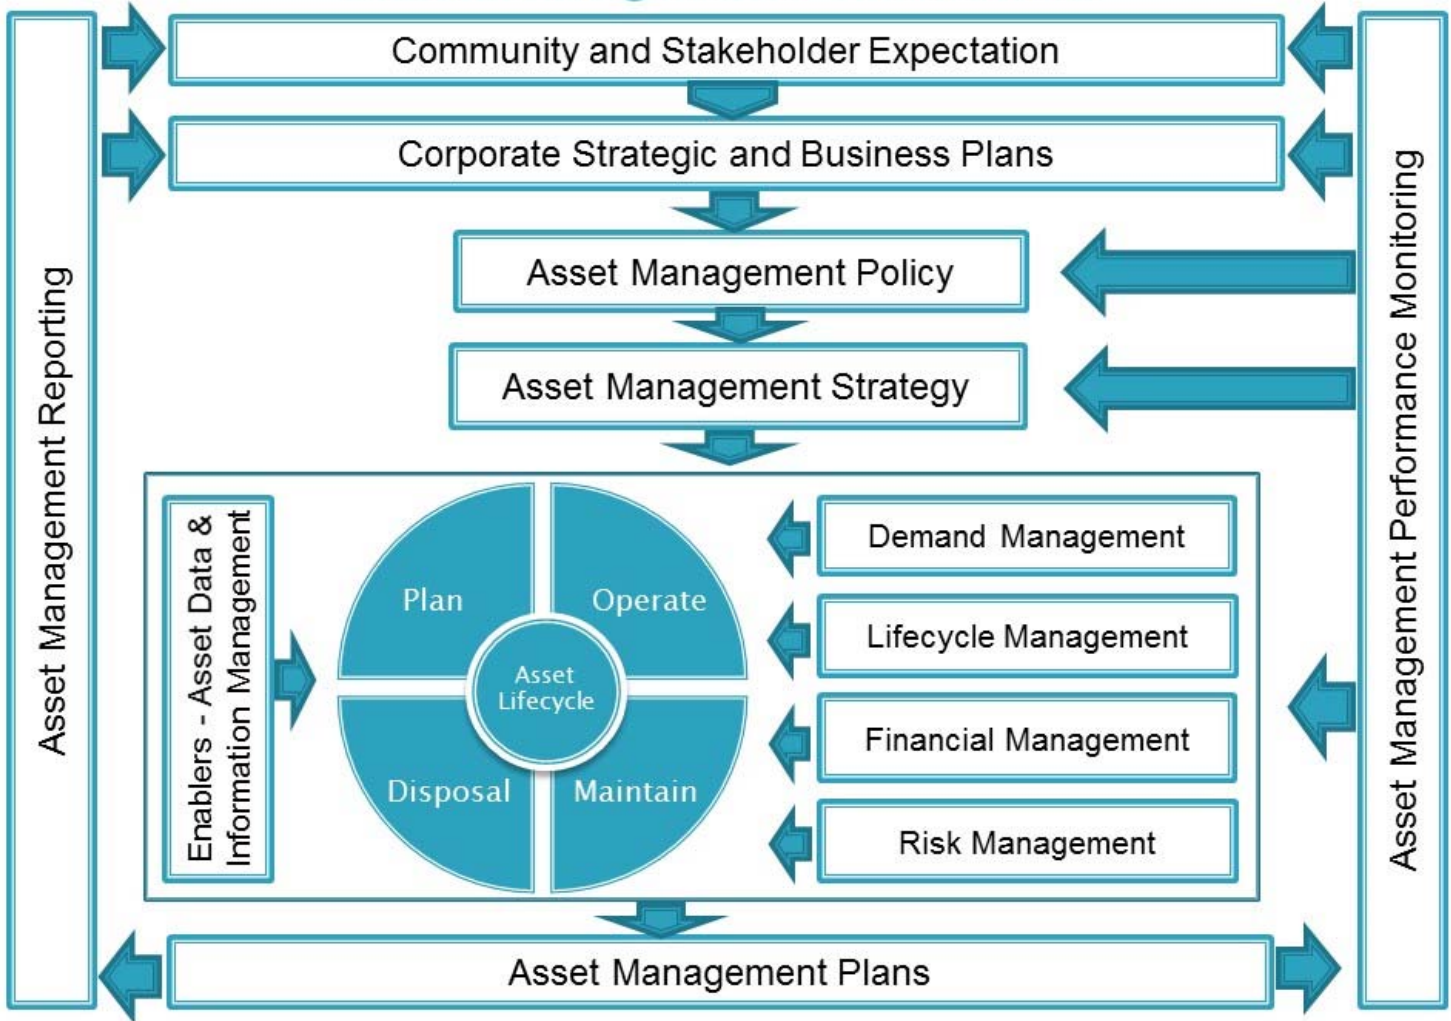 Community and Stakeholder Expectation
Corporate Strategic and Business Plans
Asset Management Policy
Asset Management Strategy
Asset Management Reporting
Enablers - Asset Data &
Information Management
Plan
Operate
Asset
Lifecycle
Disposal
Maintain
Demand Management
Lifecycle Management
Financial Management
Risk Management
Asset Management Performance Monitoring
Asset Management Plans